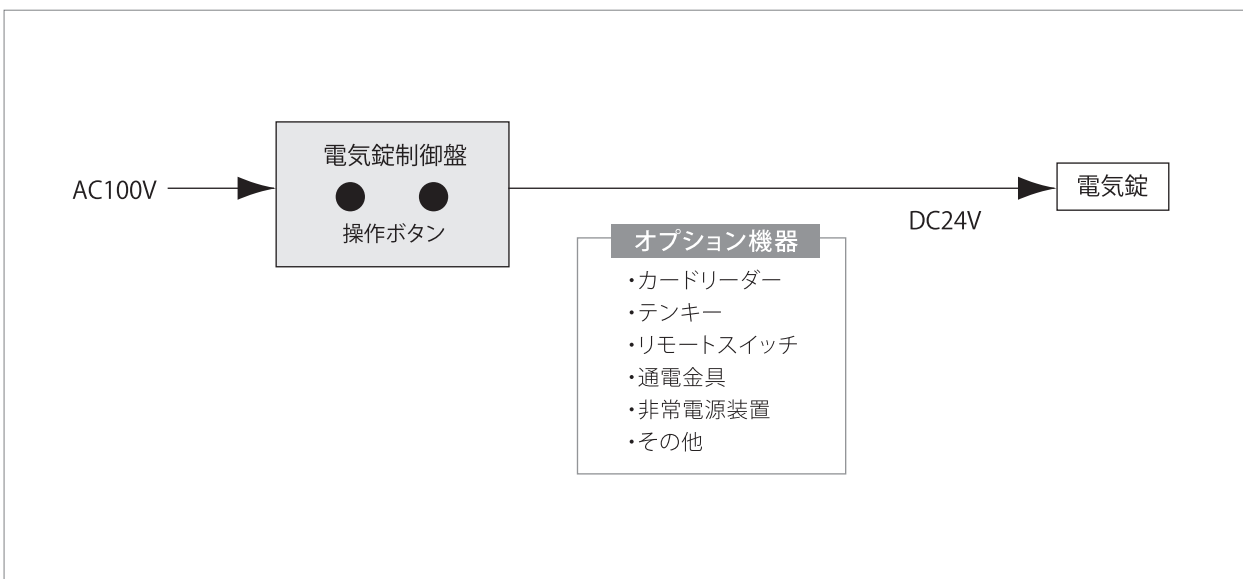 電気錠制御盤
AC100V
操作ボタン
電気錠
DC24V
オプション機器
・カードリーダー
・テンキー
・リモートスイッチ
・通電金具
・非常電源装置
・その他